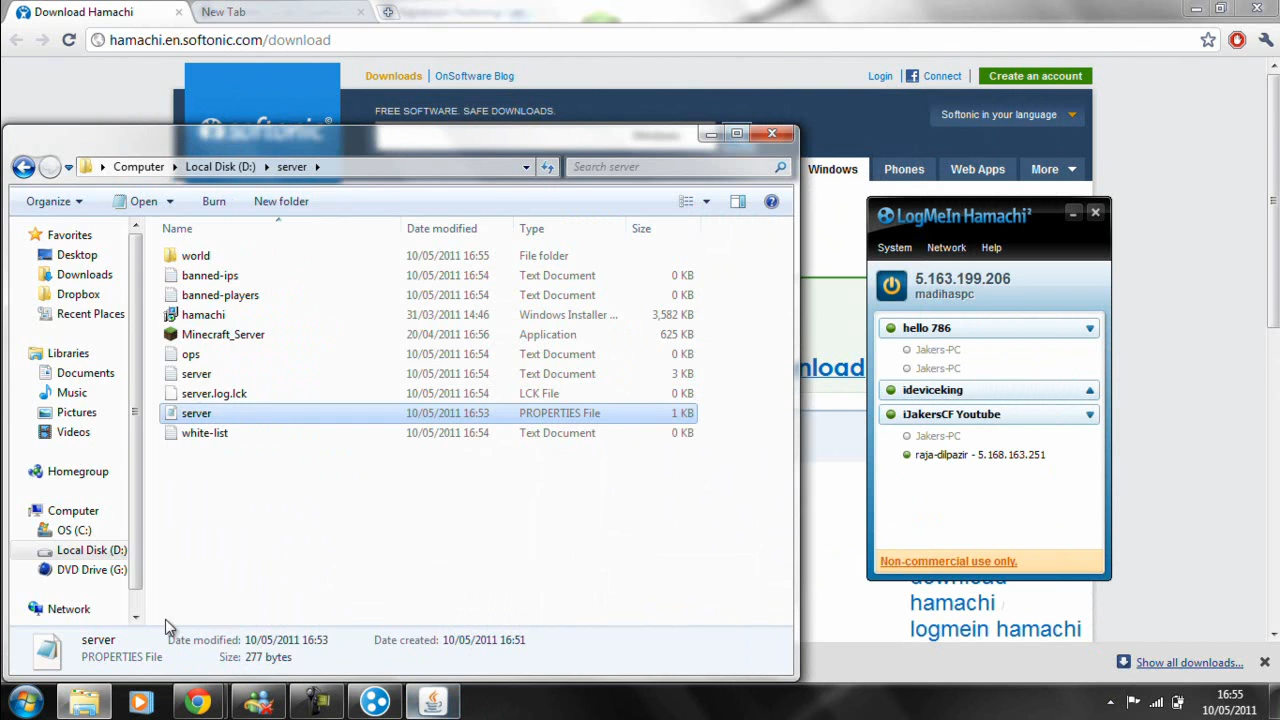 Download Hamachi
New Tab
hamachi.en.softonic.com/download
Downloads
OnSoftware Blog
Login
Connect
Create an account
FREE SOFTWARE. SAFE DOWNLOADS.
Softonic in your language
Windows
Phones
Web Apps
More
Computer
Local Disk (D:)
server
Search server
Organize
Open
Burn
New folder
Name
Date modified
Type
Size
Favorites
Desktop
Downloads
Dropbox
Recent Places
Libraries
Documents
Music
Pictures
Videos
Homegroup
Computer
OS (C:)
Local Disk (D:)
DVD Drive (G:)
Network
world 10/05/2011 16:55 File folder
banned-ips 10/05/2011 16:54 Text Document 0 KB
banned-players 10/05/2011 16:54 Text Document 0 KB
hamachi 31/03/2011 14:46 Windows Installer ... 3,582 KB
Minecraft_Server 20/04/2011 16:56 Application 625 KB
ops 10/05/2011 16:54 Text Document 0 KB
server 10/05/2011 16:54 Text Document 3 KB
server.log.lck 10/05/2011 16:54 LCK File 0 KB
server 10/05/2011 16:53 PROPERTIES File 1 KB
white-list 10/05/2011 16:54 Text Document 0 KB
server Date modified: 10/05/2011 16:53 Date created: 10/05/2011 16:51
PROPERTIES File Size: 277 bytes
LogMeIn Hamachi²
System Network Help
5.163.199.206
madihaspc
hello 786
Jakers-PC
Jakers-PC
ideviceking
iJakersCF Youtube
Jakers-PC
raja-dilpazir - 5.168.163.251
Non-commercial use only.
download
hamachi
logmein hamachi
Show all downloads...
16:55
10/05/2011